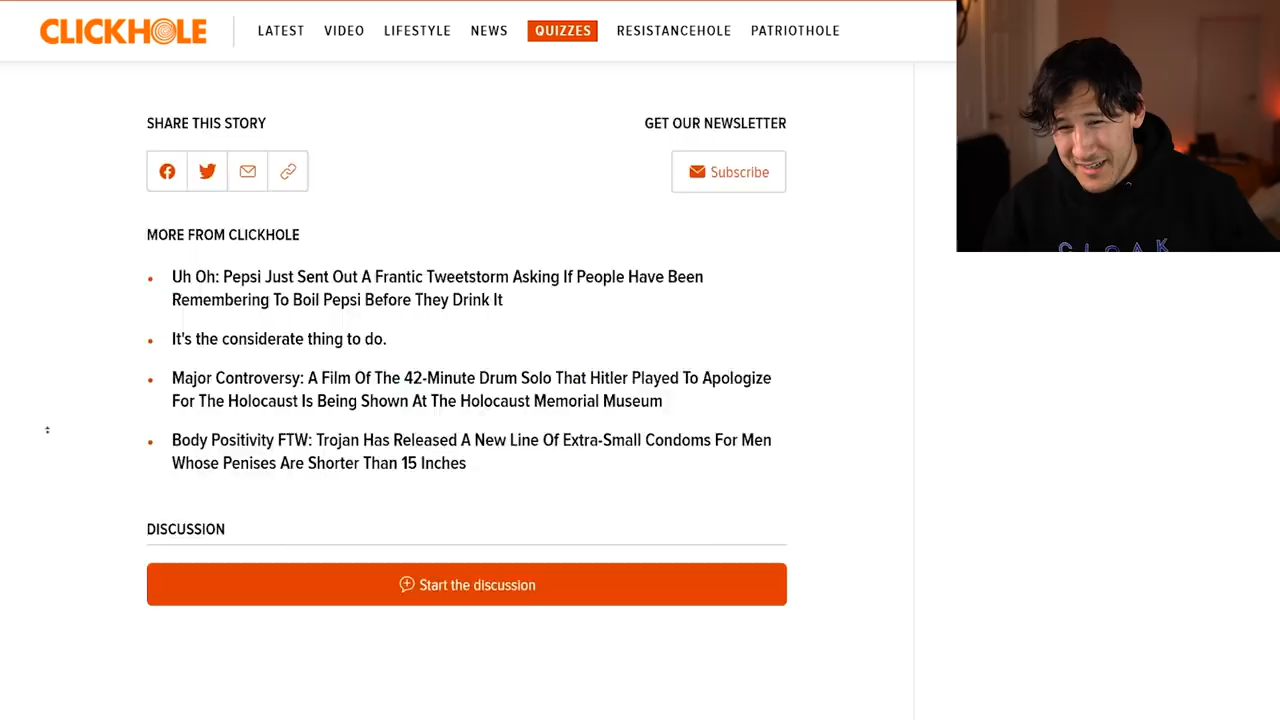 CLICKHOLE
LATEST VIDEO LIFESTYLE NEWS QUIZZES RESISTANCEHOLE PATRIOTHOLE
SHARE THIS STORY
GET OUR NEWSLETTER
Subscribe
MORE FROM CLICKHOLE
Uh Oh: Pepsi Just Sent Out A Frantic Tweetstorm Asking If People Have Been
Remembering To Boil Pepsi Before They Drink It
It's the considerate thing to do.
Major Controversy: A Film Of The 42-Minute Drum Solo That Hitler Played To Apologize
For The Holocaust Is Being Shown At The Holocaust Memorial Museum
Body Positivity FTW: Trojan Has Released A New Line Of Extra-Small Condoms For Men
Whose Penises Are Shorter Than 15 Inches
DISCUSSION
Start the discussion
CLOAK